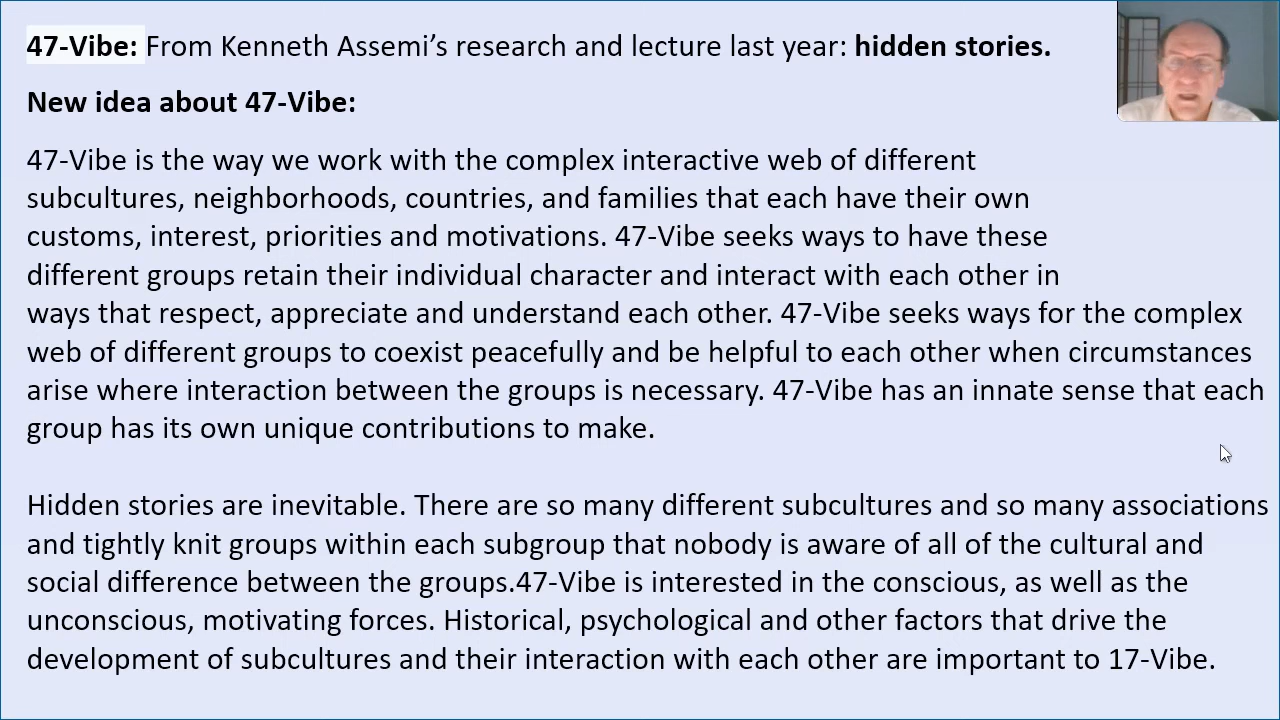 47-Vibe: From Kenneth Assemi’s research and lecture last year: hidden stories.
New idea about 47-Vibe:
47-Vibe is the way we work with the complex interactive web of different
subcultures, neighborhoods, countries, and families that each have their own
customs, interest, priorities and motivations. 47-Vibe seeks ways to have these
different groups retain their individual character and interact with each other in
ways that respect, appreciate and understand each other. 47-Vibe seeks ways for the complex
web of different groups to coexist peacefully and be helpful to each other when circumstances
arise where interaction between the groups is necessary. 47-Vibe has an innate sense that each
group has its own unique contributions to make.
Hidden stories are inevitable. There are so many different subcultures and so many associations
and tightly knit groups within each subgroup that nobody is aware of all of the cultural and
social difference between the groups.47-Vibe is interested in the conscious, as well as the
unconscious, motivating forces. Historical, psychological and other factors that drive the
development of subcultures and their interaction with each other are important to 17-Vibe.